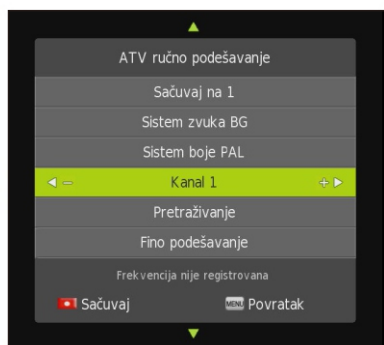 ATV ručno podešavanje
Sačuvaj na 1
Sistem zvuka BG
Sistem boje PAL
Kanal 1
Pretraživanje
Fino podešavanje
Frekvencija nije registrovana
Sačuvaj MENU Povratak